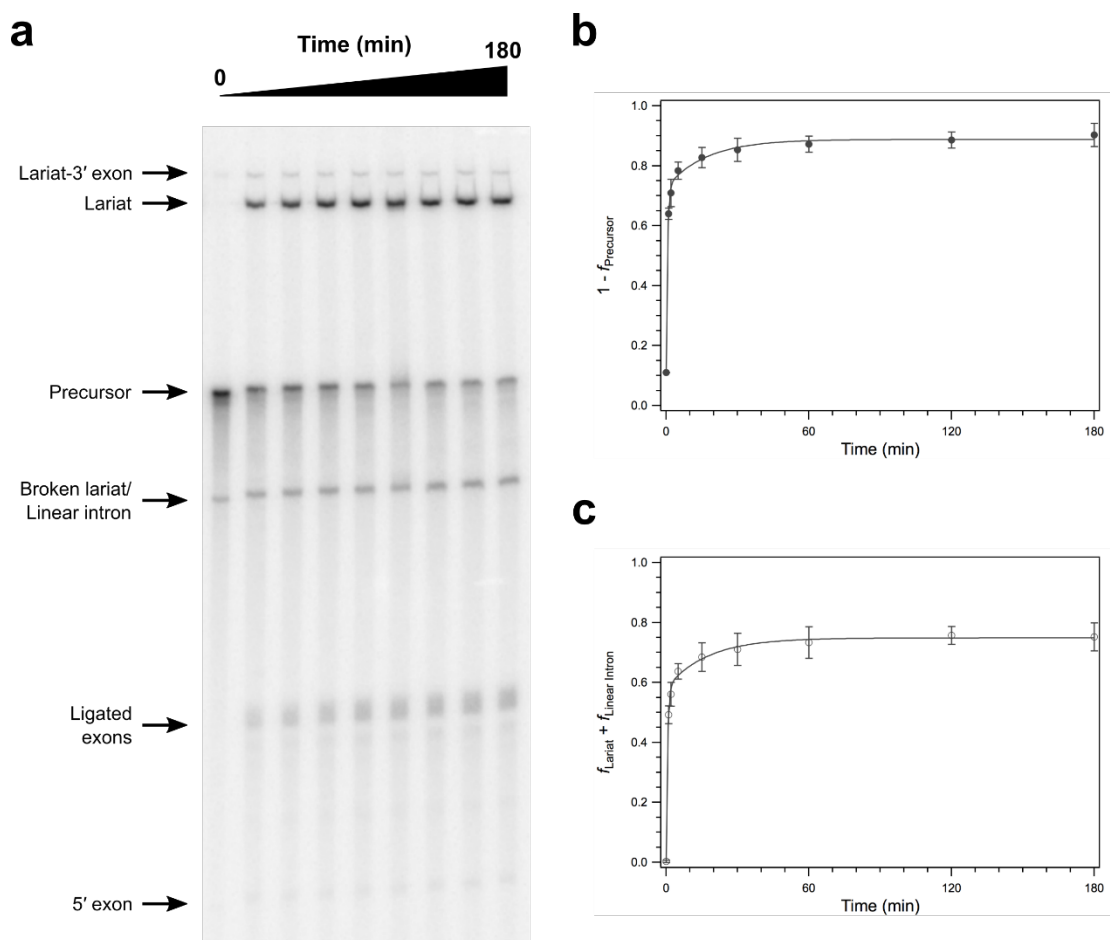 a
Time (min)
0
180
Lariat-3′ exon
Lariat
Precursor
Broken lariat/
Linear intron
Ligated
exons
5′ exon
b
1.0
0.8
0.6
0.4
0.2
0.0
1 - fPrecursor
0 60 120 180
Time (min)
c
1.0
0.8
0.6
0.4
0.2
0.0
fLariat + fLinear Intron
0 60 120 180
Time (min)